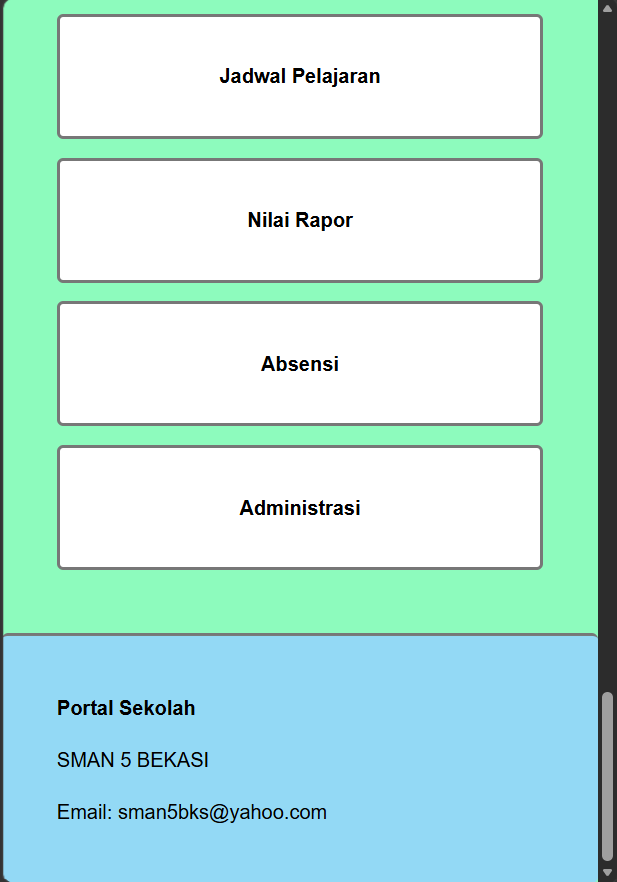 Jadwal Pelajaran
Nilai Rapor
Absensi
Administrasi
Portal Sekolah
SMAN 5 BEKASI
Email: sman5bks@yahoo.com